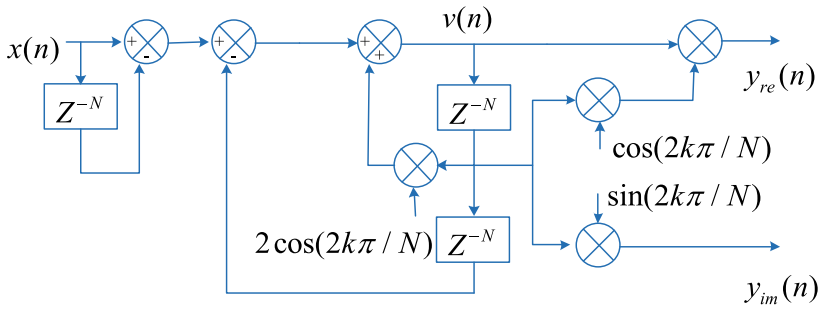 x(n)
+
-
+
-
+
+
v(n)
y_{re}(n)
Z^{-N}
Z^{-N}
cos(2kπ / N)
sin(2kπ / N)
2cos(2kπ / N)
Z^{-N}
y_{im}(n)